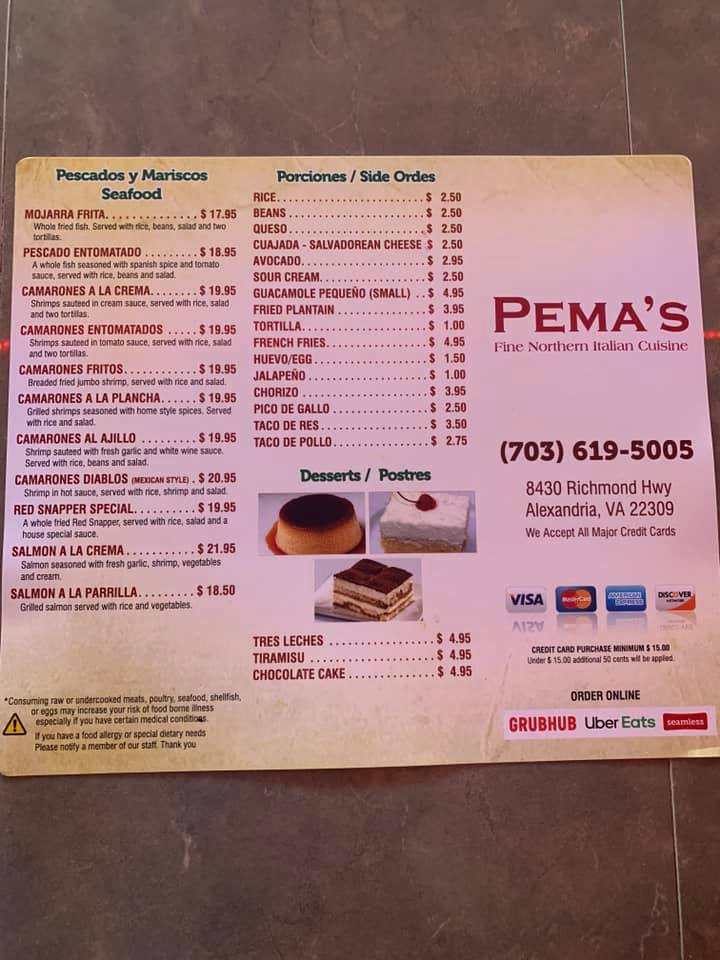 Pescados y Mariscos
Seafood
MOJARRA FRITA. . . . . . . . . . . . . . $ 17.95
Whole fried fish. Served with rice, beans, salad and two
tortillas.
PESCADO ENTOMATADO . . . . . . . . . $ 18.95
A whole fish seasoned with spanish spice and tomato
sauce, served with rice, beans and salad.
CAMARONES A LA CREMA. . . . . . . . $ 19.95
Shrimps sauteed in cream sauce, served with rice, salad
and two tortillas.
CAMARONES ENTOMATADOS . . . . . $ 19.95
Shrimps sauteed in tomato sauce, served with rice, salad
and two tortillas.
CAMARONES FRITOS. . . . . . . . . . . . $ 19.95
Breaded fried jumbo shrimp, served with rice and salad.
CAMARONES A LA PLANCHA. . . . . . . $ 19.95
Grilled shrimps seasoned with home style spices. Served
with rice and salad.
CAMARONES AL AJILLO . . . . . . . . . $ 19.95
Shrimp sauteed with fresh garlic and white wine sauce.
Served with rice, beans and salad.
CAMARONES DIABLOS (MEXICAN STYLE) . $ 20.95
Shrimp in hot sauce, served with rice, shrimp and salad.
RED SNAPPER SPECIAL. . . . . . . . . . $ 19.95
A whole fried Red Snapper, served with rice, salad and a
house special sauce.
SALMON A LA CREMA . . . . . . . . . . . $ 21.95
Salmon seasoned with fresh garlic, shrimp, vegetables
and cream.
SALMON A LA PARRILLA. . . . . . . . . $ 18.50
Grilled salmon served with rice and vegetables.
*Consuming raw or undercooked meats, poultry, seafood, shellfish,
or eggs may increase your risk of food borne illness
especially if you have certain medical conditions.
If you have a food allergy or special dietary needs
Please notify a member of our staff. Thank you
Porciones / Side Ordes
RICE. . . . . . . . . . . . . . . . . . . . . . . . $ 2.50
BEANS . . . . . . . . . . . . . . . . . . . . . . $ 2.50
QUESO . . . . . . . . . . . . . . . . . . . . . . $ 2.50
CUAJADA - SALVADOREAN CHEESE $ 2.50
AVOCADO. . . . . . . . . . . . . . . . . . . . $ 2.95
SOUR CREAM. . . . . . . . . . . . . . . . . . $ 2.50
GUACAMOLE PEQUEÑO (SMALL) . . $ 4.95
FRIED PLANTAIN . . . . . . . . . . . . . . . $ 3.95
TORTILLA. . . . . . . . . . . . . . . . . . . . $ 1.00
FRENCH FRIES. . . . . . . . . . . . . . . . . $ 4.95
HUEVO/EGG. . . . . . . . . . . . . . . . . . . $ 1.50
JALAPEÑO . . . . . . . . . . . . . . . . . . . $ 1.00
CHORIZO . . . . . . . . . . . . . . . . . . . . $ 3.95
PICO DE GALLO . . . . . . . . . . . . . . . . $ 2.50
TACO DE RES. . . . . . . . . . . . . . . . . . $ 3.50
TACO DE POLLO. . . . . . . . . . . . . . . . $ 2.75
Desserts / Postres
TRES LECHES . . . . . . . . . . . . . . . . . $ 4.95
TIRAMISU . . . . . . . . . . . . . . . . . . . . $ 4.95
CHOCOLATE CAKE . . . . . . . . . . . . . . $ 4.95
PEMA'S
Fine Northern Italian Cuisine
(703) 619-5005
8430 Richmond Hwy
Alexandria, VA 22309
We Accept All Major Credit Cards
VISA MasterCard AMERICAN EXPRESS DISCOVER NETWORK
CREDIT CARD PURCHASE MINIMUM $ 15.00
Under $ 15.00 additional 50 cents will be applied.
ORDER ONLINE
GRUBHUB Uber Eats seamless